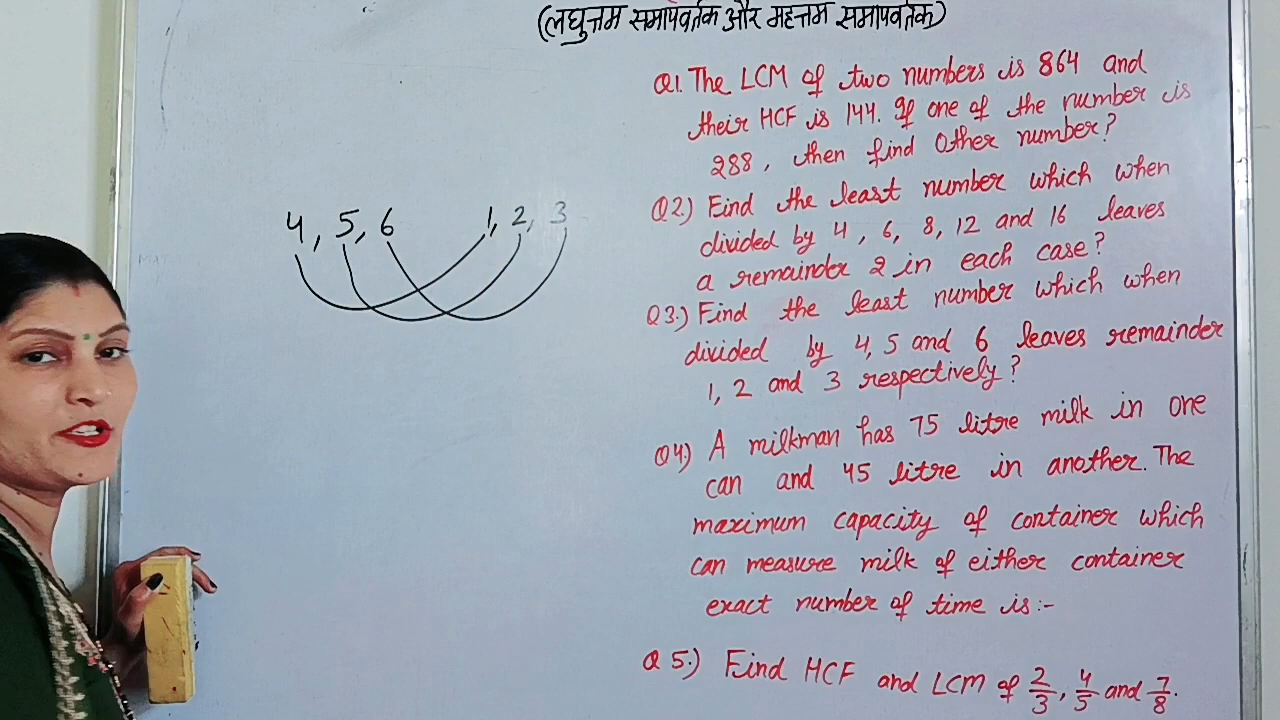 (लघुत्तम समापवर्तक और महत्तम समापवर्तक)
Q1. The LCM of two numbers is 864 and
their HCF is 144. If one of the number is
288, then find Other number?
Q2.) Find the least number which when
divided by 4, 6, 8, 12 and 16 leaves
a remainder 2 in each case?
Q3.) Find the least number which when
divided by 4, 5 and 6 leaves remainder
1, 2 and 3 respectively?
Q4.) A milkman has 75 litre milk in one
can and 45 litre in another. The
maximum capacity of container which
can measure milk of either container
exact number of time is:-
Q5.) Find HCF and LCM of 2/3, 4/5 and 7/8.
4, 5, 6 1, 2, 3